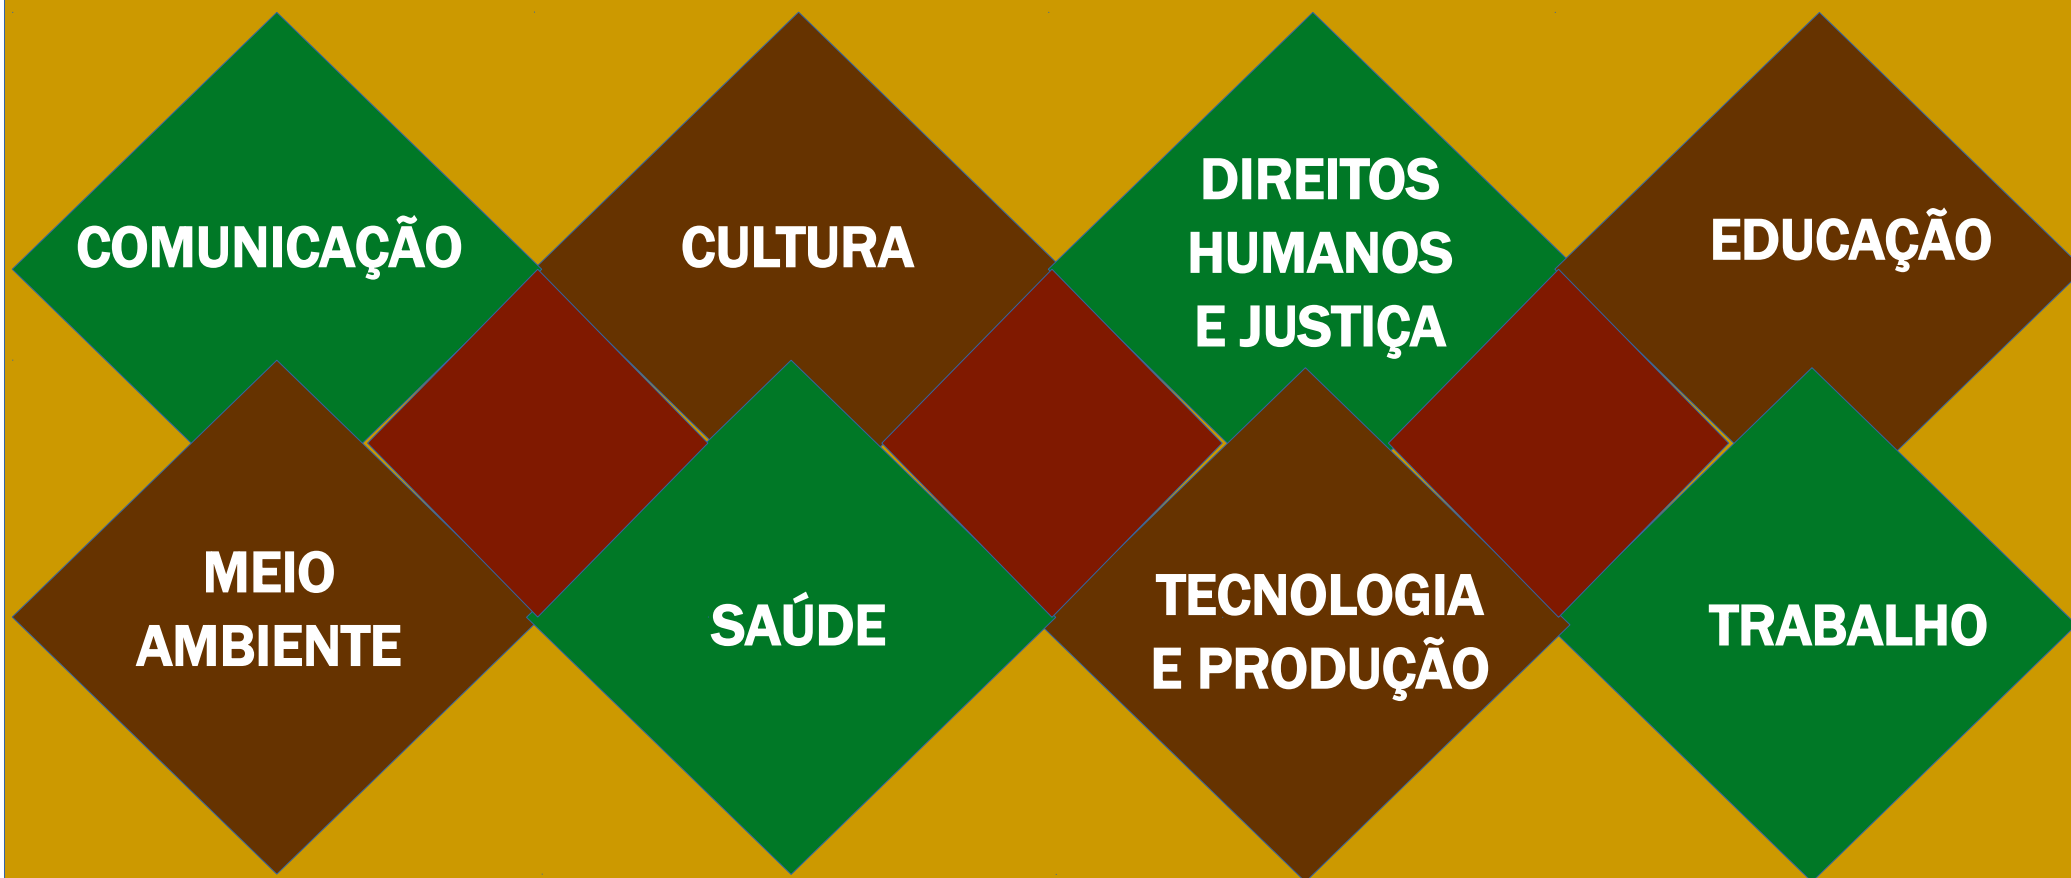 COMUNICAÇÃO
CULTURA
DIREITOS
HUMANOS
E JUSTIÇA
EDUCAÇÃO
MEIO
AMBIENTE
SAÚDE
TECNOLOGIA
E PRODUÇÃO
TRABALHO